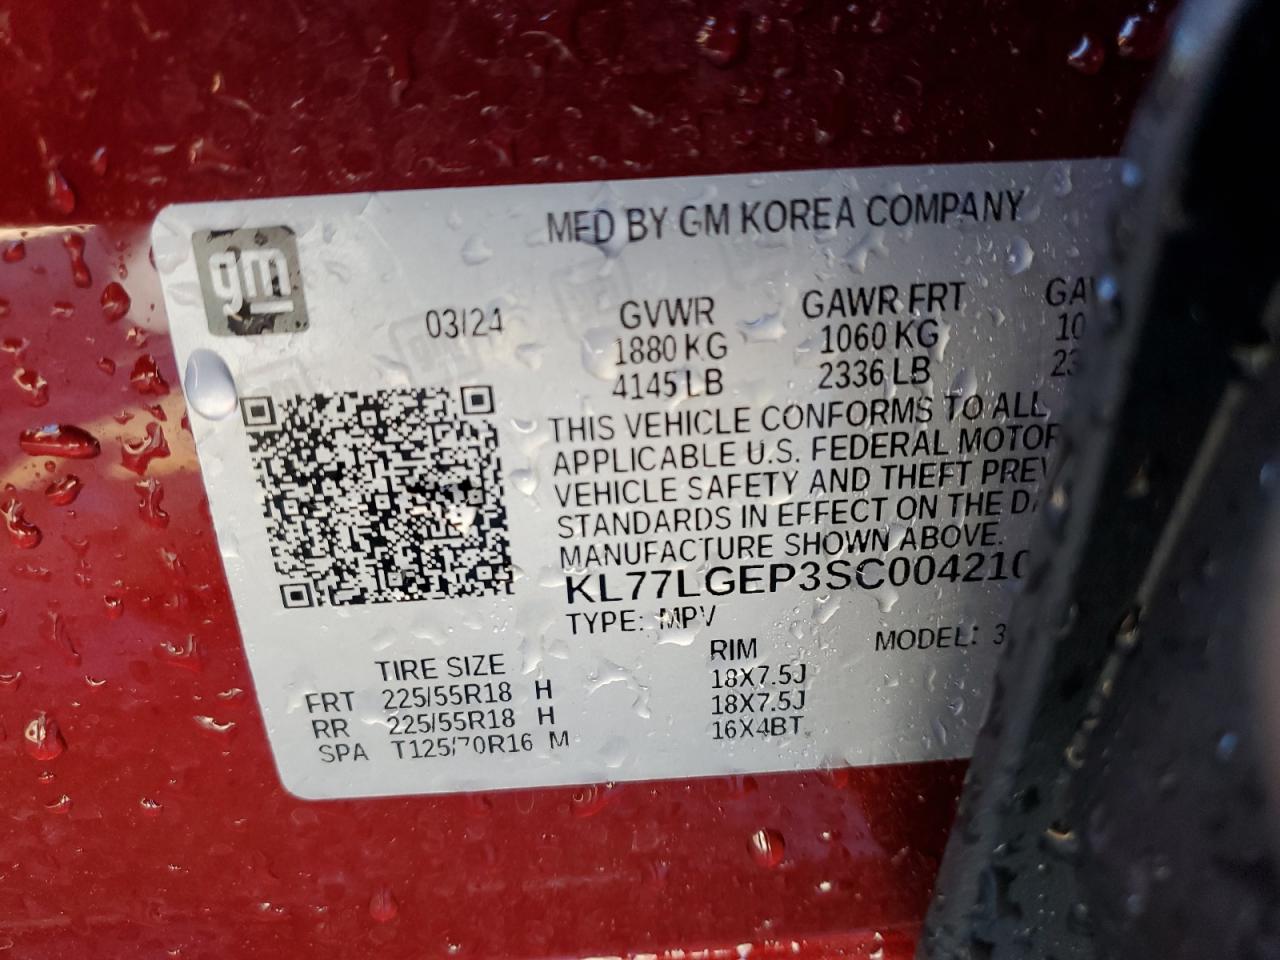 gm
MFD BY GM KOREA COMPANY
03/24
GVWR GAWR FRT
1880 KG 1060 KG
4145 LB 2336 LB
THIS VEHICLE CONFORMS TO ALL
APPLICABLE U.S. FEDERAL MOTOR
VEHICLE SAFETY AND THEFT
STANDARDS IN EFFECT ON THE
MANUFACTURE SHOWN ABOVE.
KL77LGEP3SC00421
TYPE: MPV MODEL:
TIRE SIZE RIM
FRT 225/55R18 H 18X7.5J
RR 225/55R18 H 18X7.5J
SPA T125/70R16 M 16X4BT